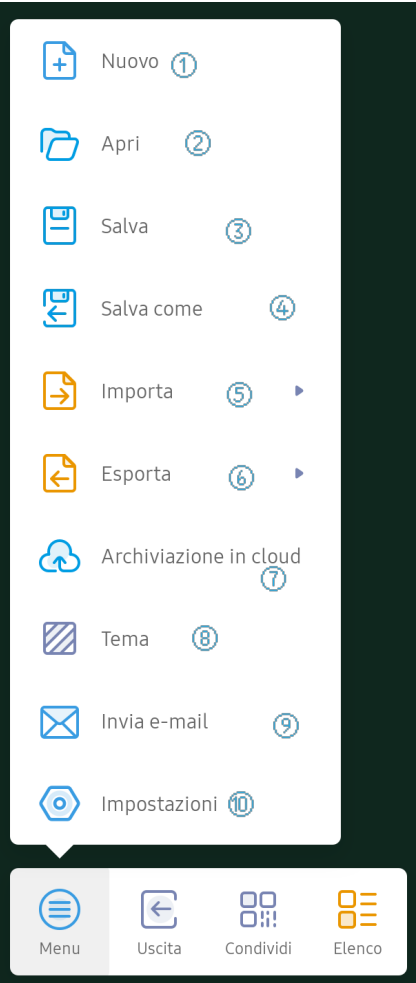 Nuovo ①
Apri ②
Salva ③
Salva come ④
Importa ⑤
Esporta ⑥
Archiviazione in cloud
⑦
Tema ⑧
Invia e-mail ⑨
Impostazioni ⑩
Menu Uscita Condividi Elenco